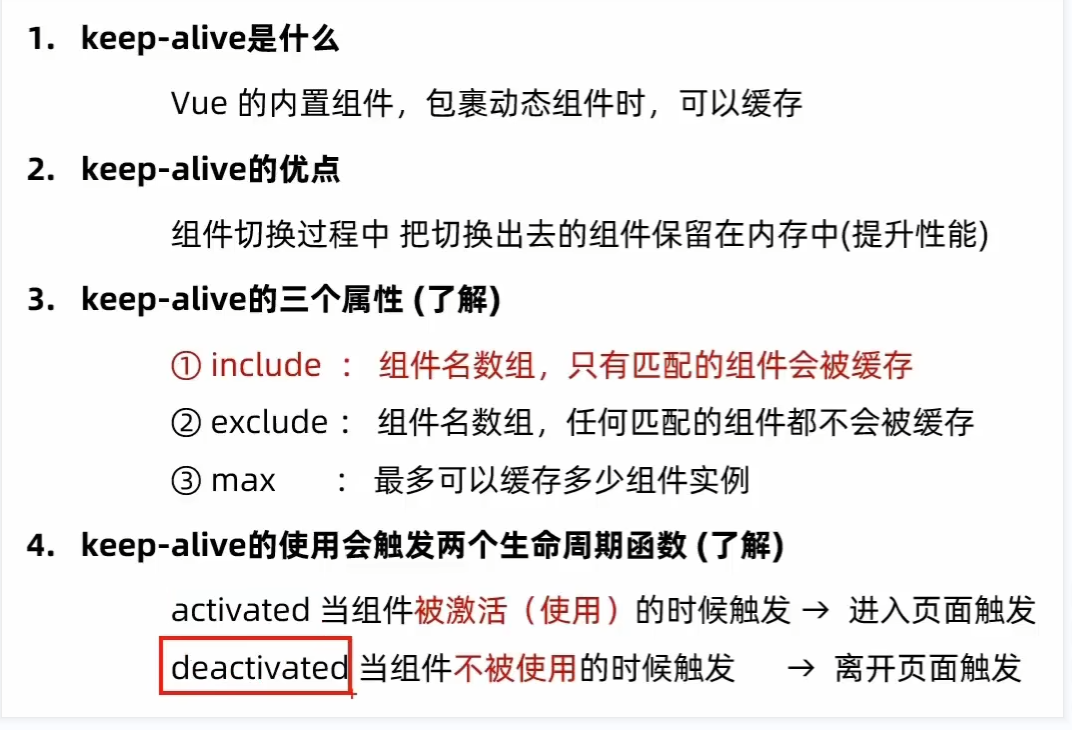 1. keep-alive是什么
Vue 的内置组件，包裹动态组件时，可以缓存
2. keep-alive的优点
组件切换过程中 把切换出去的组件保留在内存中(提升性能)
3. keep-alive的三个属性 (了解)
① include ： 组件名数组，只有匹配的组件会被缓存
② exclude ： 组件名数组，任何匹配的组件都不会被缓存
③ max ： 最多可以缓存多少组件实例
4. keep-alive的使用会触发两个生命周期函数 (了解)
activated 当组件被激活（使用）的时候触发 → 进入页面触发
deactivated 当组件不被使用的时候触发 → 离开页面触发